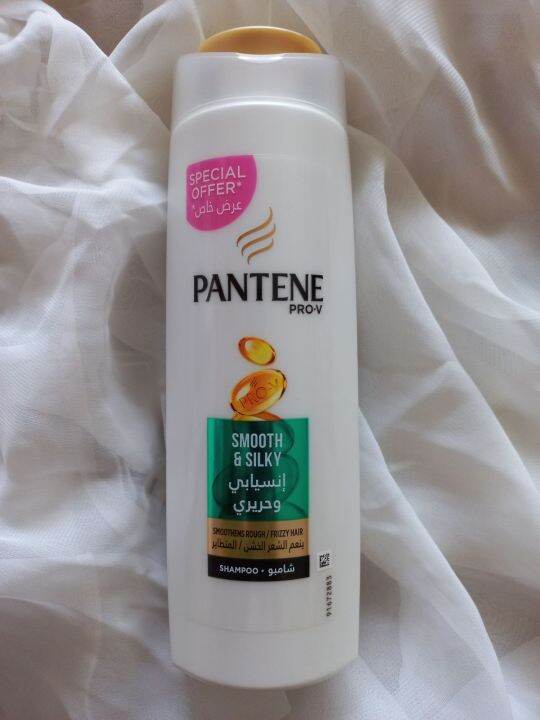 SPECIAL
OFFER*
*عرض خاص
PANTENE
PRO-V
PRO-V
SMOOTH
& SILKY
إنسيابي
وحريري
SMOOTHENS ROUGH / FRIZZY HAIR
ينعم الشعر الخشن / المتطاير
SHAMPOO • شامبو
91672883